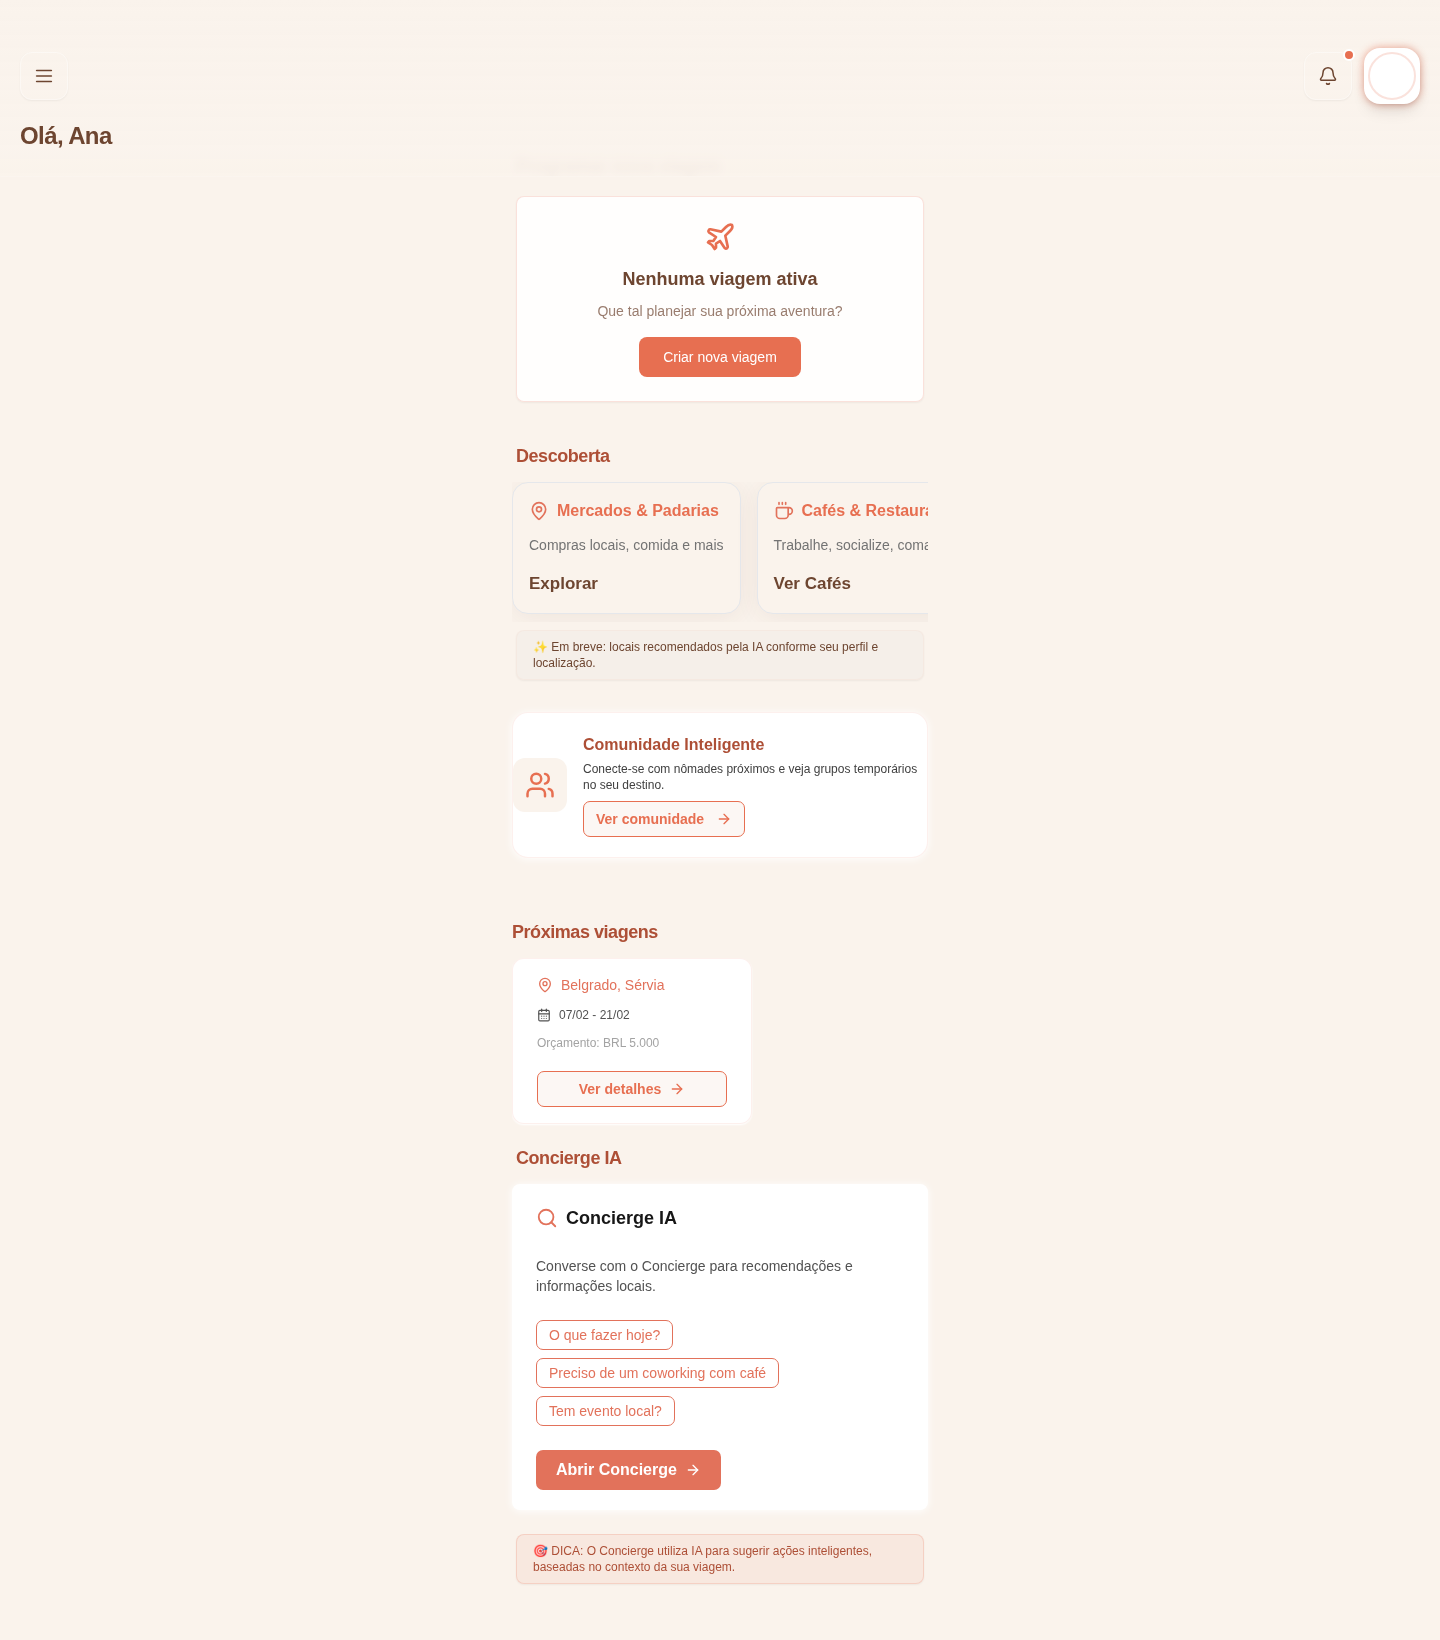 Olá, Ana
Nenhuma viagem ativa
Que tal planejar sua próxima aventura?
Criar nova viagem
Descoberta
Mercados & Padarias
Compras locais, comida e mais
Explorar
Cafés & Restaura
Trabalhe, socialize, coma
Ver Cafés
✨ Em breve: locais recomendados pela IA conforme seu perfil e
localização.
Comunidade Inteligente
Conecte-se com nômades próximos e veja grupos temporários
no seu destino.
Ver comunidade
Próximas viagens
Belgrado, Sérvia
07/02 - 21/02
Orçamento: BRL 5.000
Ver detalhes
Concierge IA
Concierge IA
Converse com o Concierge para recomendações e
informações locais.
O que fazer hoje?
Preciso de um coworking com café
Tem evento local?
Abrir Concierge
🎯 DICA: O Concierge utiliza IA para sugerir ações inteligentes,
baseadas no contexto da sua viagem.